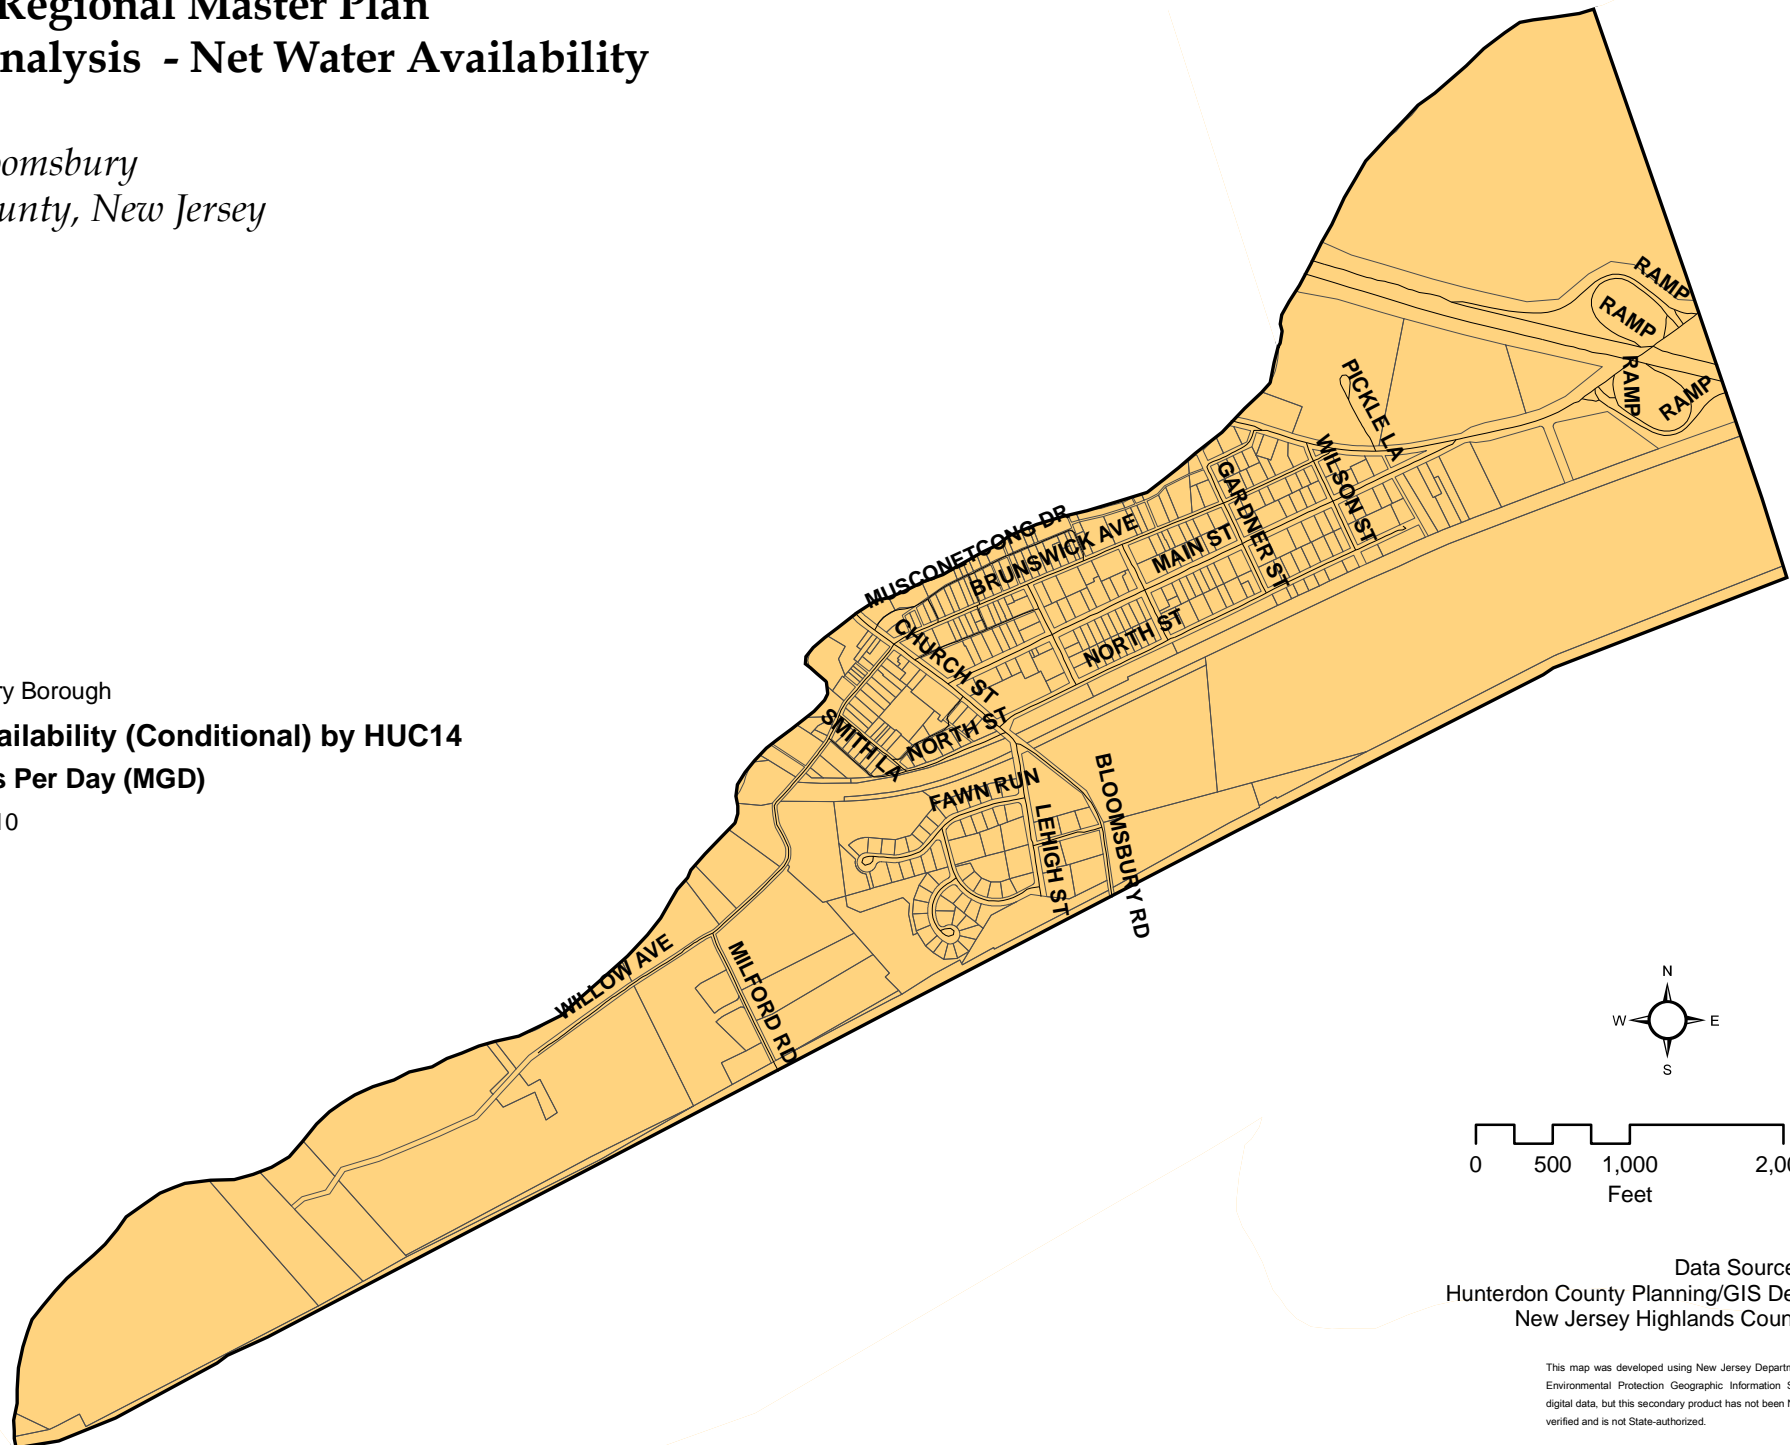 Regional Master Plan
nalysis - Net Water Availability
oomsbury
unty, New Jersey
RAMP
RAMP
RAMP
RAMP
PICKLE LA
WILSON ST
GARDNER ST
MUSCONETCONG DR
BRUNSWICK AVE
MAIN ST
NORTH ST
CHURCH ST
SMITH LA
NORTH ST
FAWN RUN
LEHIGH ST
BLOOMSBURY RD
WILLOW AVE
MILFORD RD
ry Borough
ailability (Conditional) by HUC14
s Per Day (MGD)
10
N
W E
S
0 500 1,000 2,00
Feet
Data Source
Hunterdon County Planning/GIS De
New Jersey Highlands Coun
This map was developed using New Jersey Departm
Environmental Protection Geographic Information S
digital data, but this secondary product has not been N
verified and is not State-authorized.